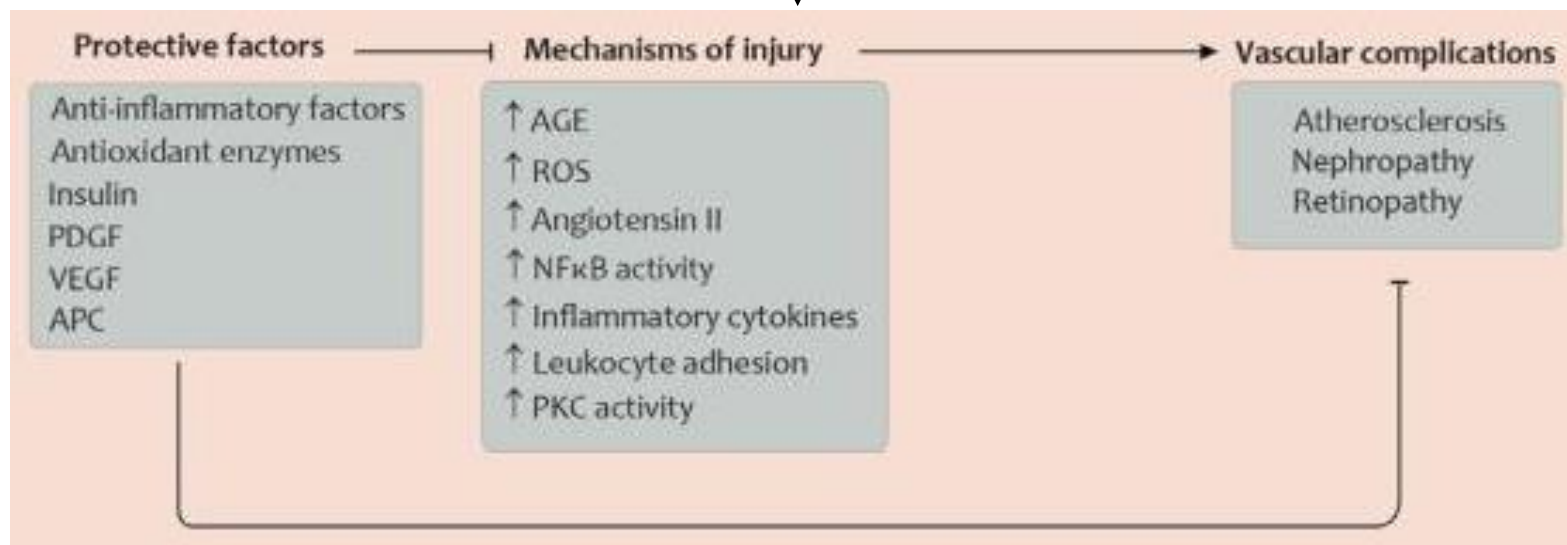 Protective factors
Anti-inflammatory factors
Antioxidant enzymes
Insulin
PDGF
VEGF
APC
Mechanisms of injury
↑ AGE
↑ ROS
↑ Angiotensin II
↑ NFκB activity
↑ Inflammatory cytokines
↑ Leukocyte adhesion
↑ PKC activity
Vascular complications
Atherosclerosis
Nephropathy
Retinopathy